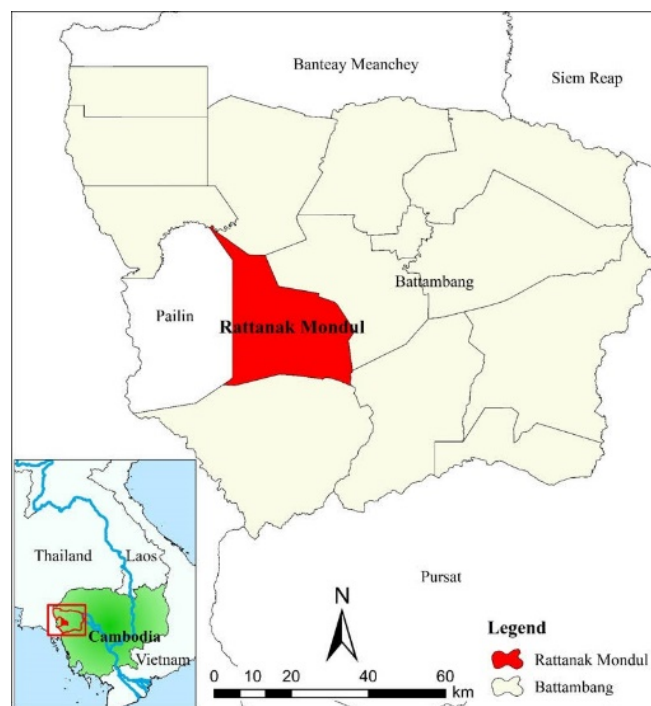 Banteay Meanchey
Siem Reap
Battambang
Pailin
Rattanak Mondul
Pursat
Thailand
Laos
Cambodia
Vietnam
N
0 10 20 40 60
km
Legend
Rattanak Mondul
Battambang